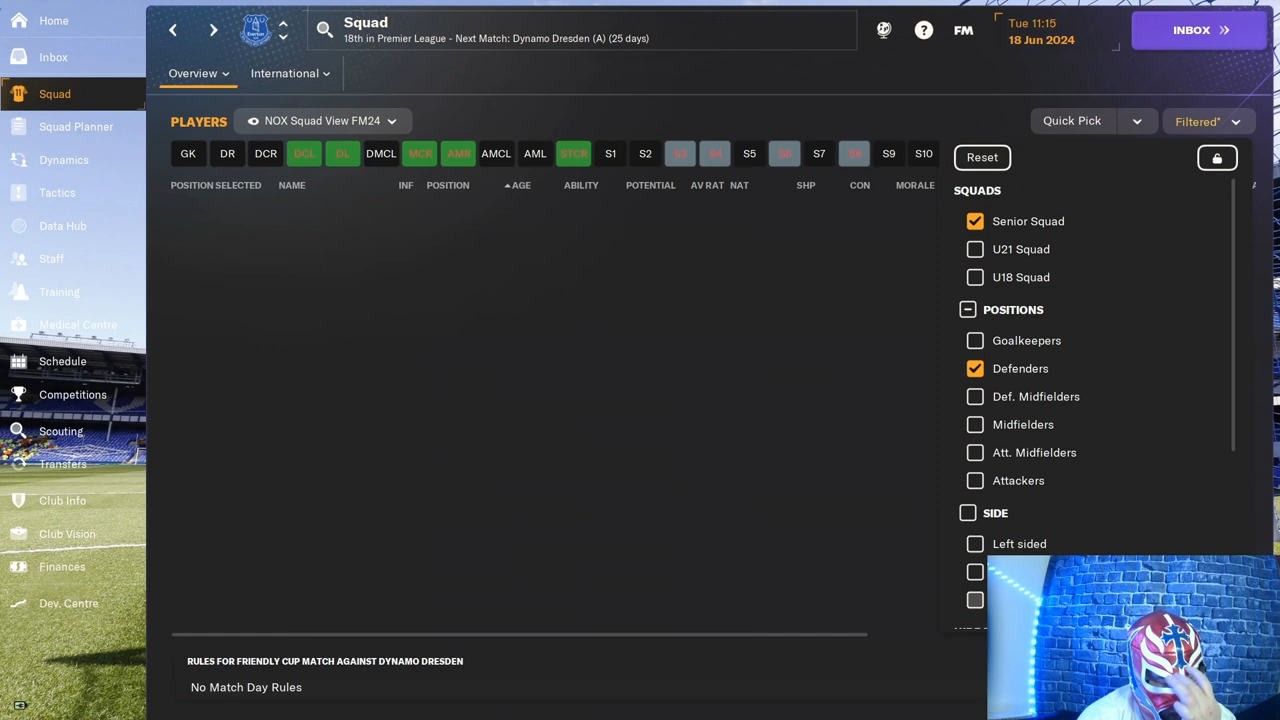 Home
Inbox
Squad
Squad Planner
Dynamics
Tactics
Data Hub
Staff
Training
Medical Centre
Schedule
Competitions
Scouting
Transfers
Club Info
Club Vision
Finances
Dev. Centre
Everton
Squad
18th in Premier League - Next Match: Dynamo Dresden (A) (25 days)
?
FM
Tue 11:15
18 Jun 2024
INBOX
Overview
International
PLAYERS
NOX Squad View FM24
Quick Pick
Filtered*
GK DR DCR DCL DL DMCL MCR AMR AMCL AML STCR S1 S2 S3 S4 S5 S6 S7 S8 S9 S10
POSITION SELECTED NAME INF POSITION AGE ABILITY POTENTIAL AV RAT NAT SHP CON MORALE
Reset
SQUADS
Senior Squad
U21 Squad
U18 Squad
POSITIONS
Goalkeepers
Defenders
Def. Midfielders
Midfielders
Att. Midfielders
Attackers
SIDE
Left sided
RULES FOR FRIENDLY CUP MATCH AGAINST DYNAMO DRESDEN
No Match Day Rules